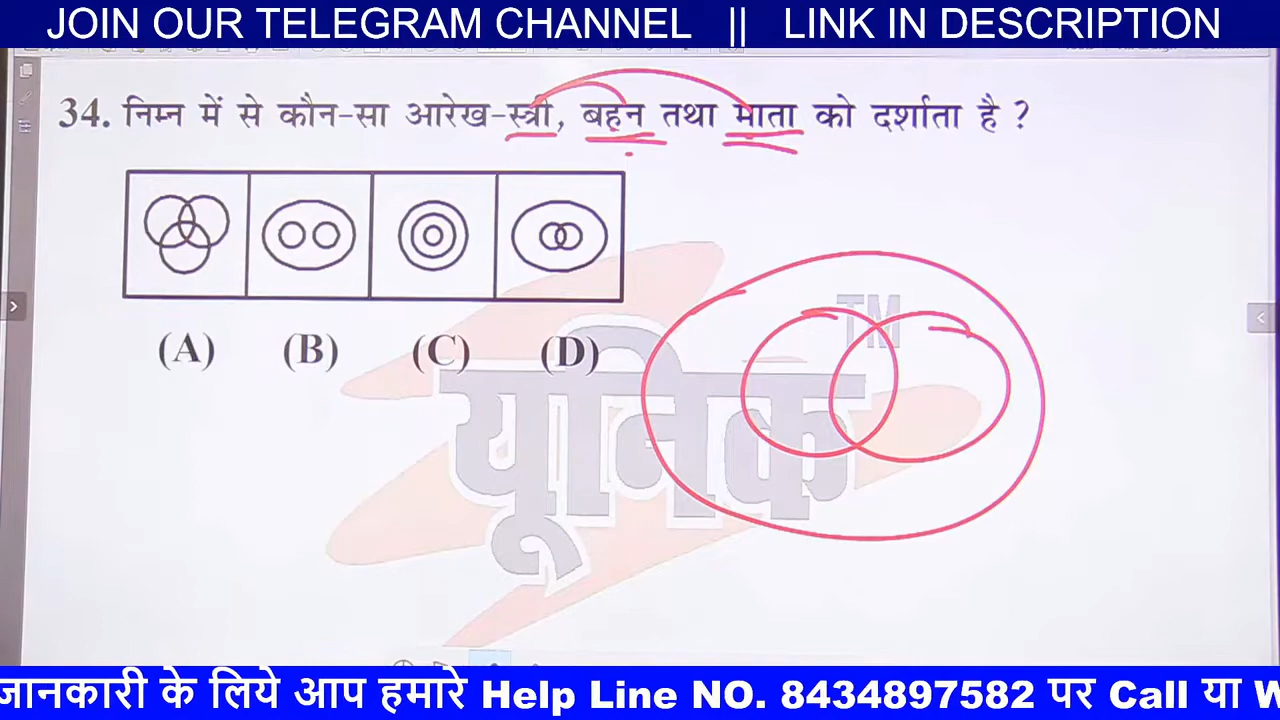 JOIN OUR TELEGRAM CHANNEL || LINK IN DESCRIPTION
34. निम्न में से कौन-सा आरेख-स्त्री, बहन तथा माता को दर्शाता है ?
(A) (B) (C) (D)
TM
यूनिक
जानकारी के लिये आप हमारे Help Line NO. 8434897582 पर Call या W